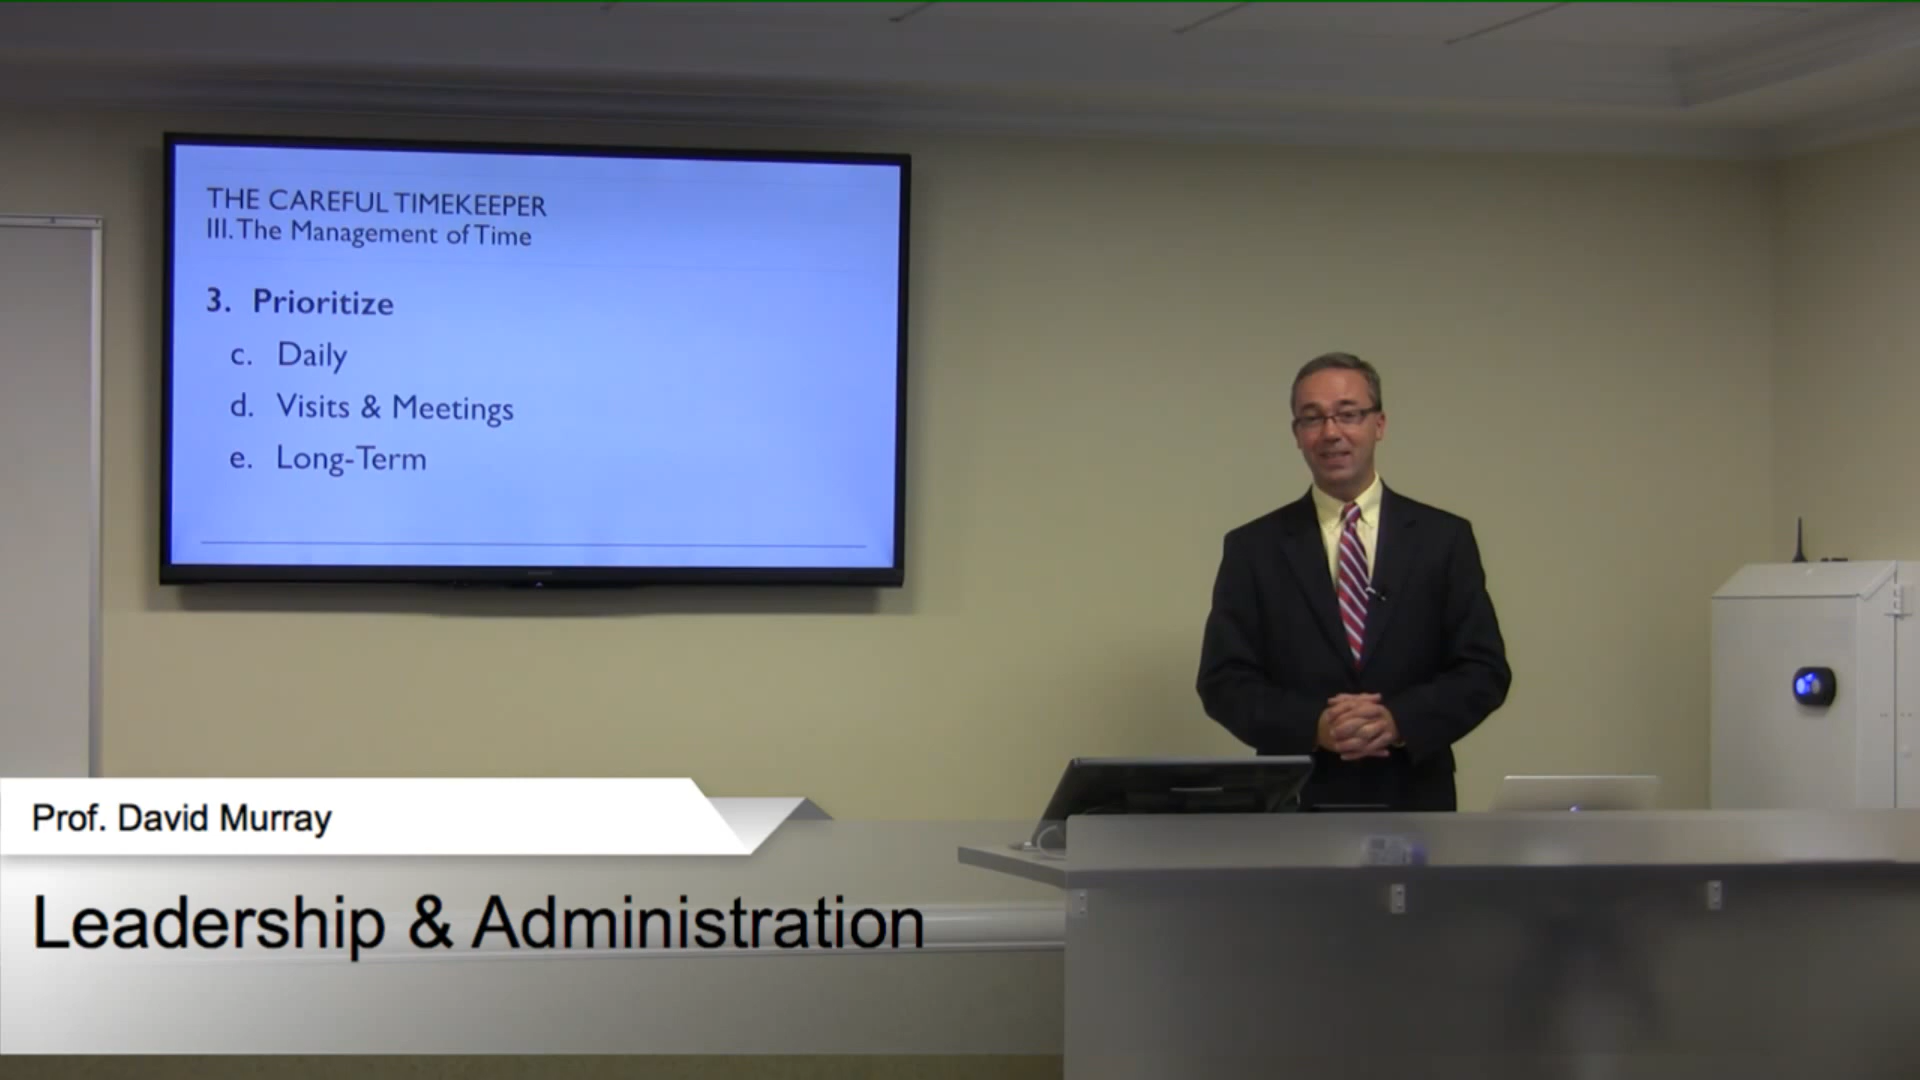 THE CAREFUL TIMEKEEPER
III. The Management of Time
3. Prioritize
c. Daily
d. Visits & Meetings
e. Long-Term
Prof. David Murray
Leadership & Administration